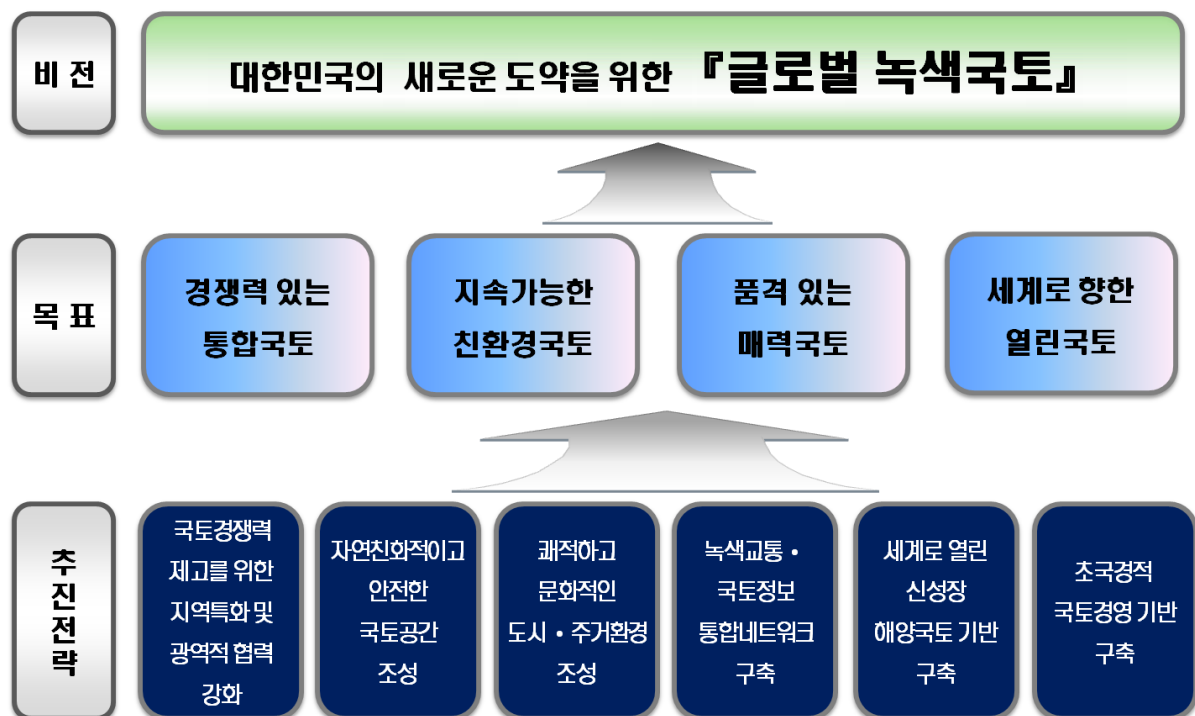 비 전
대한민국의 새로운 도약을 위한 『글로벌 녹색국토』
목 표
경쟁력 있는
통합국토
지속가능한
친환경국토
품격 있는
매력국토
세계로 향한
열린국토
추
진
전
략
국토경쟁력
제고를 위한
지역특화 및
광역적 협력
강화
자연친화적이고
안전한
국토공간
조성
쾌적하고
문화적인
도시 • 주거환경
조성
녹색교통 •
국토정보
통합네트워크
구축
세계로 열린
신성장
해양국토 기반
구축
초국경적
국토경영 기반
구축